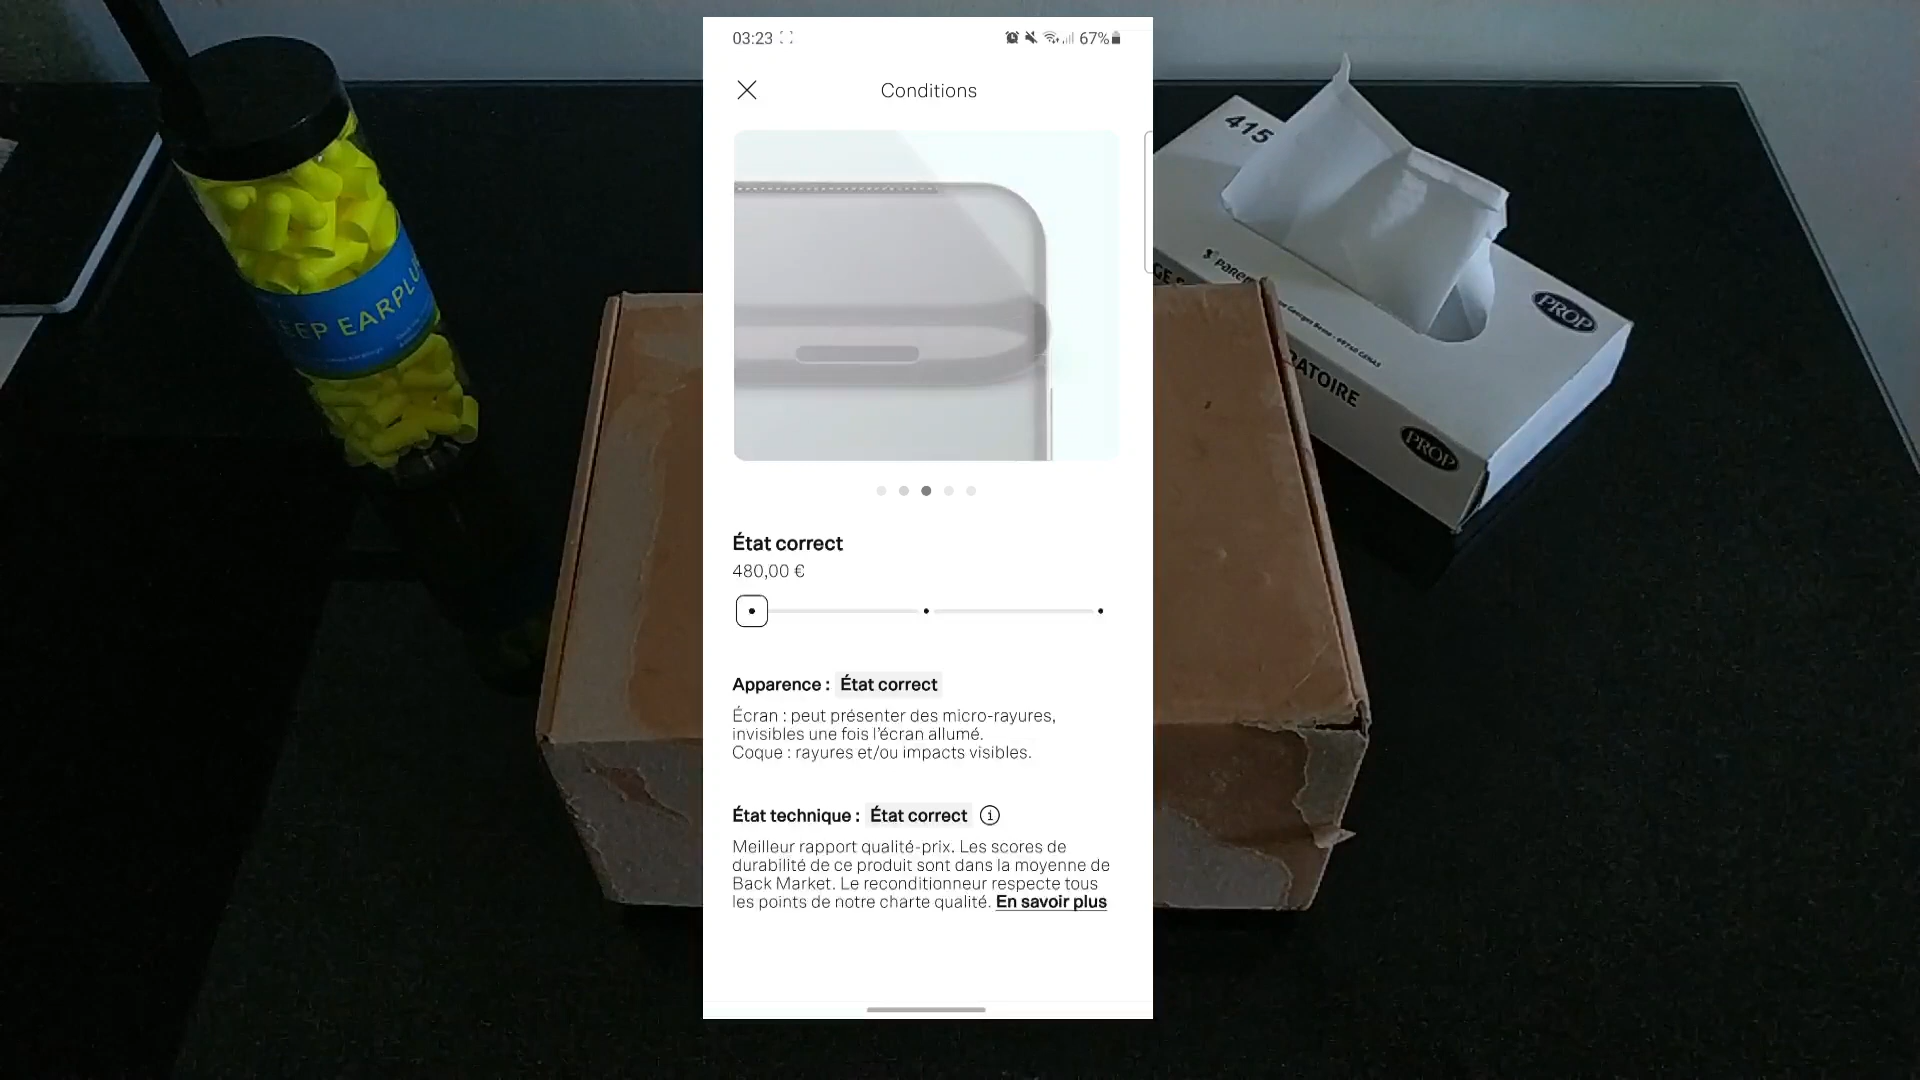 03:23
67%
Conditions
État correct
480,00 €
Apparence : État correct
Écran : peut présenter des micro-rayures,
invisibles une fois l'écran allumé.
Coque : rayures et/ou impacts visibles.
État technique : État correct
Meilleur rapport qualité-prix. Les scores de
durabilité de ce produit sont dans la moyenne de
Back Market. Le reconditionneur respecte tous
les points de notre charte qualité. En savoir plus
EARPLU
415
PROP
PROP